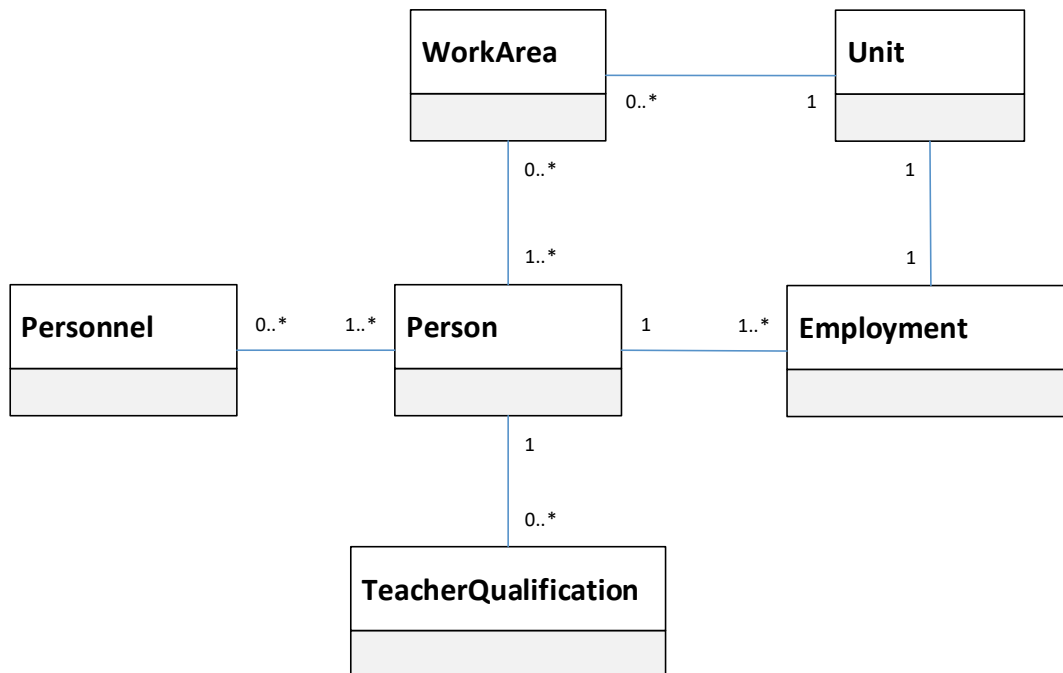 WorkArea
Unit
0..*
1
0..*
1
1..*
1
Personnel
0..*
1..*
Person
1
1..*
Employment
1
0..*
TeacherQualification